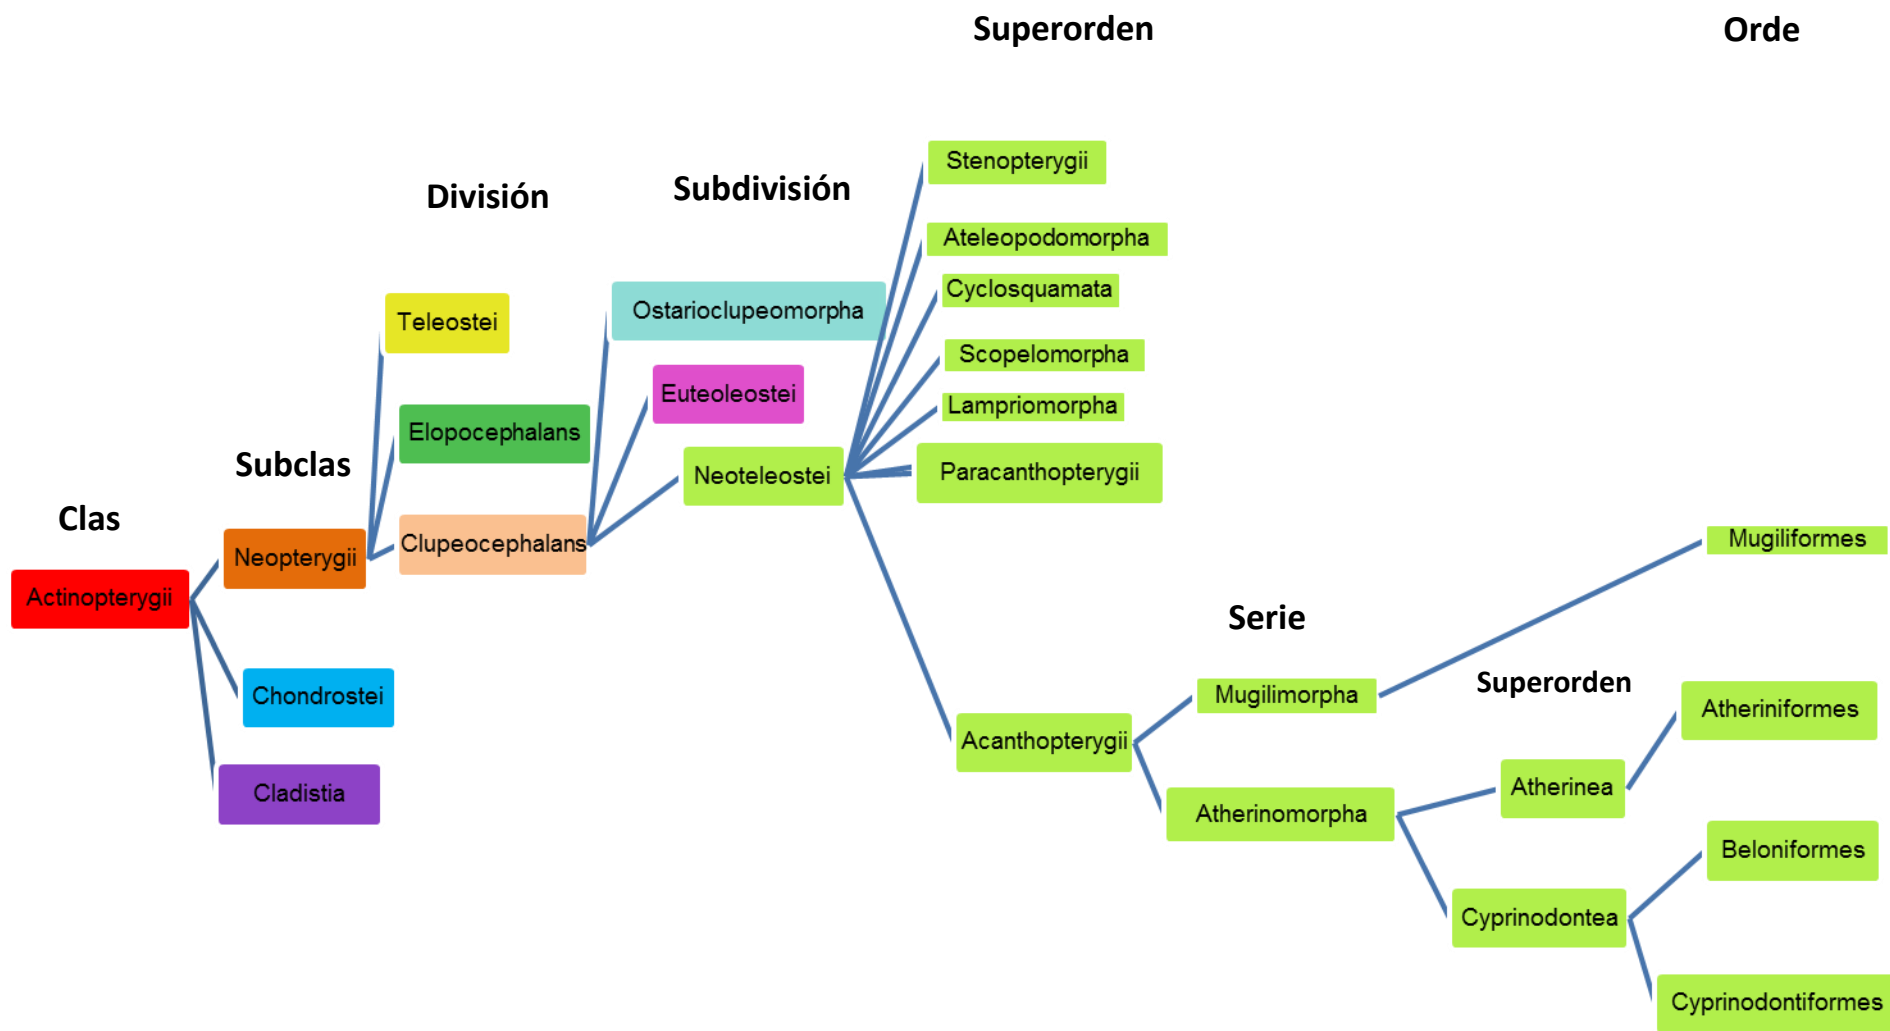 Superorden
Orde
Stenopterygii
División
Subdivisión
Ateleopodomorpha
Cyclosquamata
Teleostei
Ostarioclupeomorpha
Scopelomorpha
Euteoleostei
Lampriomorpha
Elopocephalans
Subclas
Neoteleostei
Paracanthopterygii
Clas
Neopterygii
Clupeocephalans
Mugiliformes
Actinopterygii
Serie
Chondrostei
Mugilimorpha
Superorden
Atheriniformes
Acanthopterygii
Cladistia
Atherinomorpha
Atherinea
Beloniformes
Cyprinodontea
Cyprinodontiformes